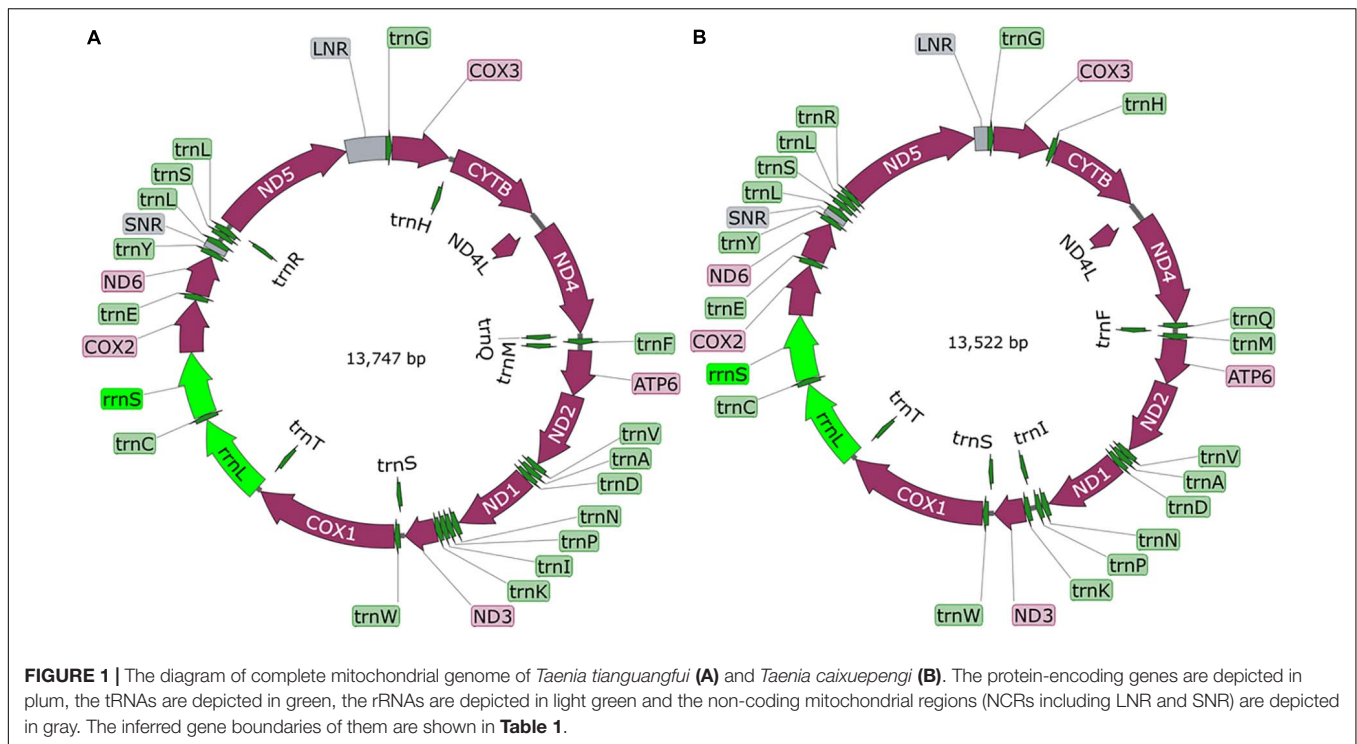 A
LNR
trnG
COX3
trnL
trnS
trnL
SNR
trnY
ND6
trnE
COX2
rrnS
trnC
ND5
trnR
trnH
CYTB
ND4L
ND4
trnQ
trnM
trnF
ATP6
13,747 bp
ND2
trnV
trnA
trnD
ND1
trnN
trnP
trnI
trnK
ND3
trnS
trnW
COX1
trnT
rrnL
B
LNR
trnG
COX3
trnH
trnR
trnL
trnS
trnL
SNR
trnY
ND6
trnE
COX2
rrnS
trnC
ND5
CYTB
ND4L
ND4
trnF
trnQ
trnM
ATP6
13,522 bp
ND2
trnV
trnA
trnD
ND1
trnN
trnP
trnK
trnI
ND3
trnS
trnW
COX1
trnT
rrnL
FIGURE 1 | The diagram of complete mitochondrial genome of Taenia tianguangfui (A) and Taenia caixuepengi (B). The protein-encoding genes are depicted in
plum, the tRNAs are depicted in green, the rRNAs are depicted in light green and the non-coding mitochondrial regions (NCRs including LNR and SNR) are depicted
in gray. The inferred gene boundaries of them are shown in Table 1.